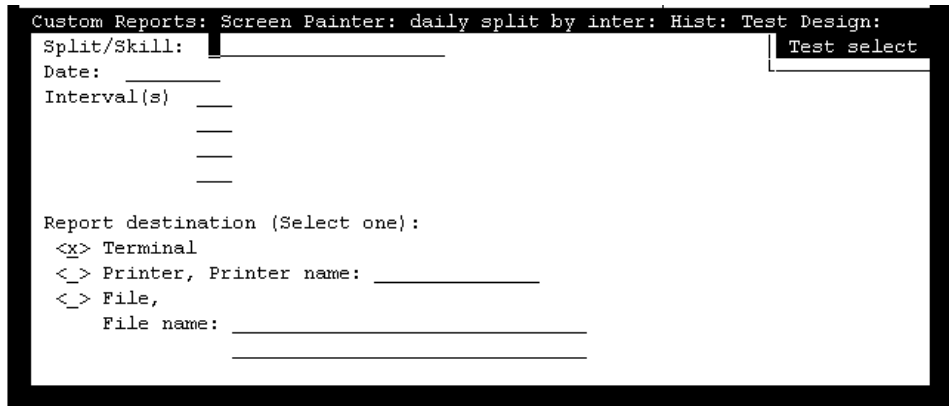 Custom Reports: Screen Painter: daily split by inter: Hist: Test Design:
Split/Skill: Test select
Date:
Interval(s)
Report destination (Select one):
<x> Terminal
<_> Printer, Printer name:
<_> File,
File name: